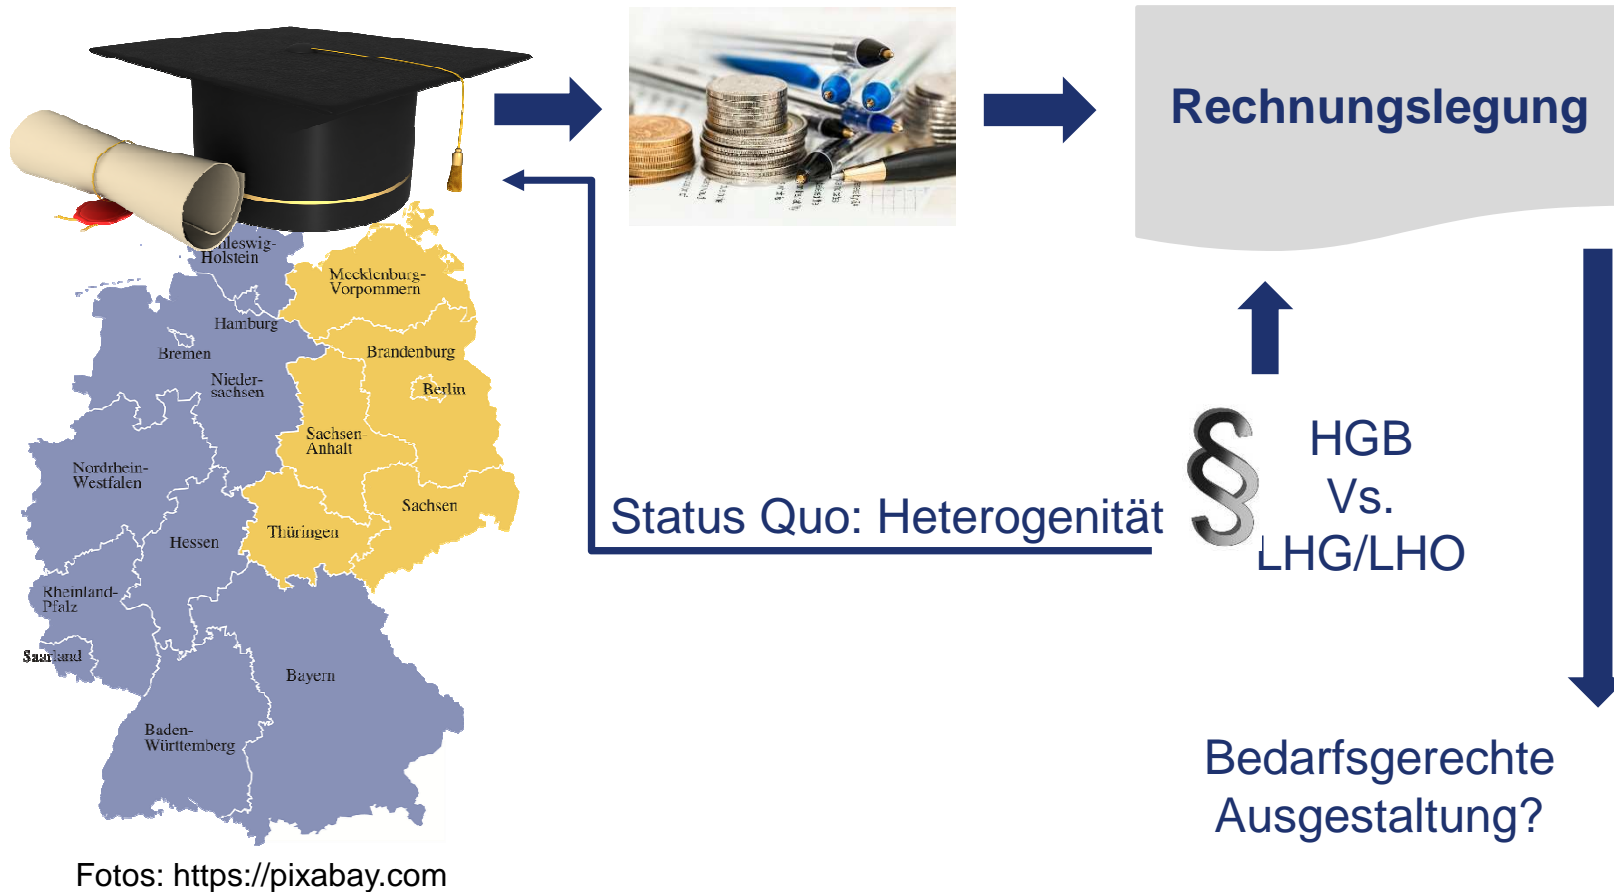 Rechnungslegung
Schleswig-
Holstein
Mecklenburg-
Vorpommern
Hamburg
Bremen
Brandenburg
Nieder-
sachsen
Berlin
Sachsen-
Anhalt
Nordrhein-
Westfalen
Sachsen
Thüringen
Hessen
Rheinland-
Pfalz
Saarland
Bayern
Baden-
Württemberg
Status Quo: Heterogenität
§
HGB
Vs.
LHG/LHO
Bedarfsgerechte
Ausgestaltung?
Fotos: https://pixabay.com